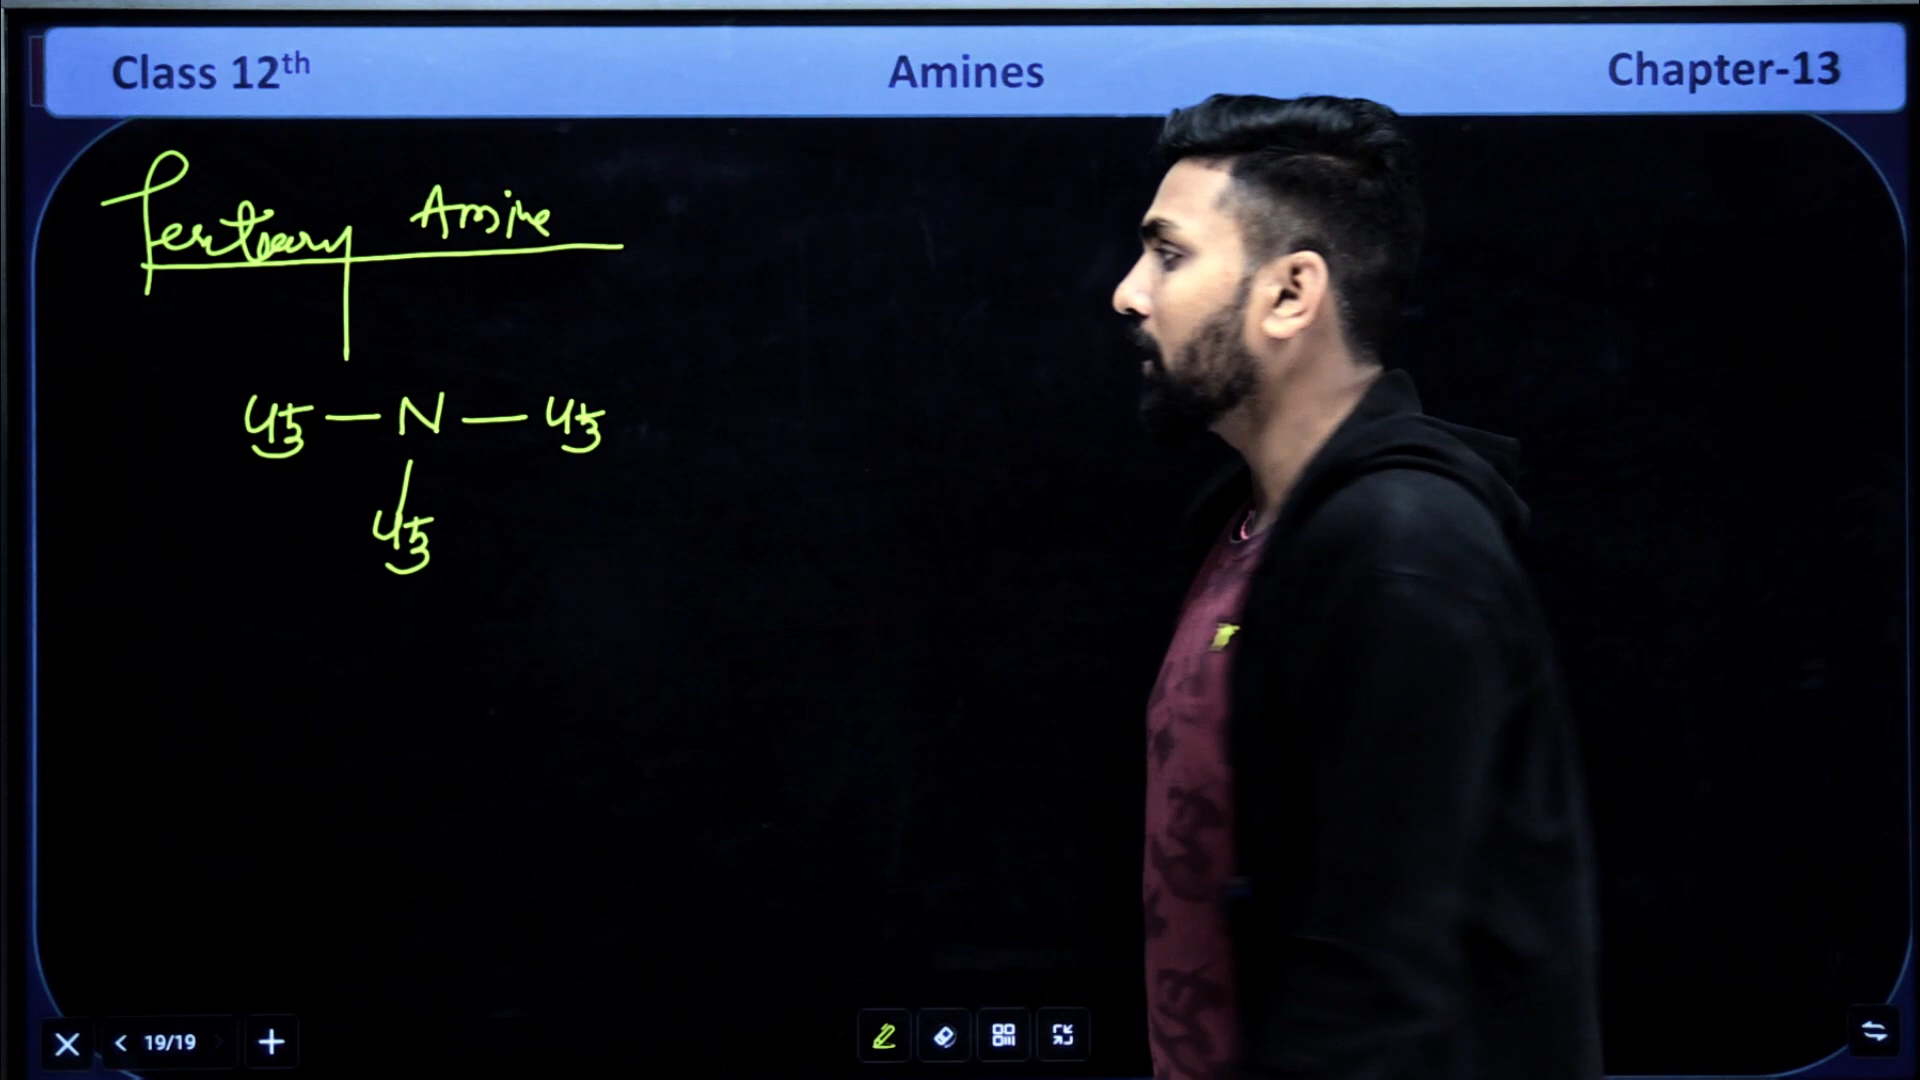 Class 12th Amines Chapter-13
Tertiary Amine
CH3 — N — CH3
CH3
19/19